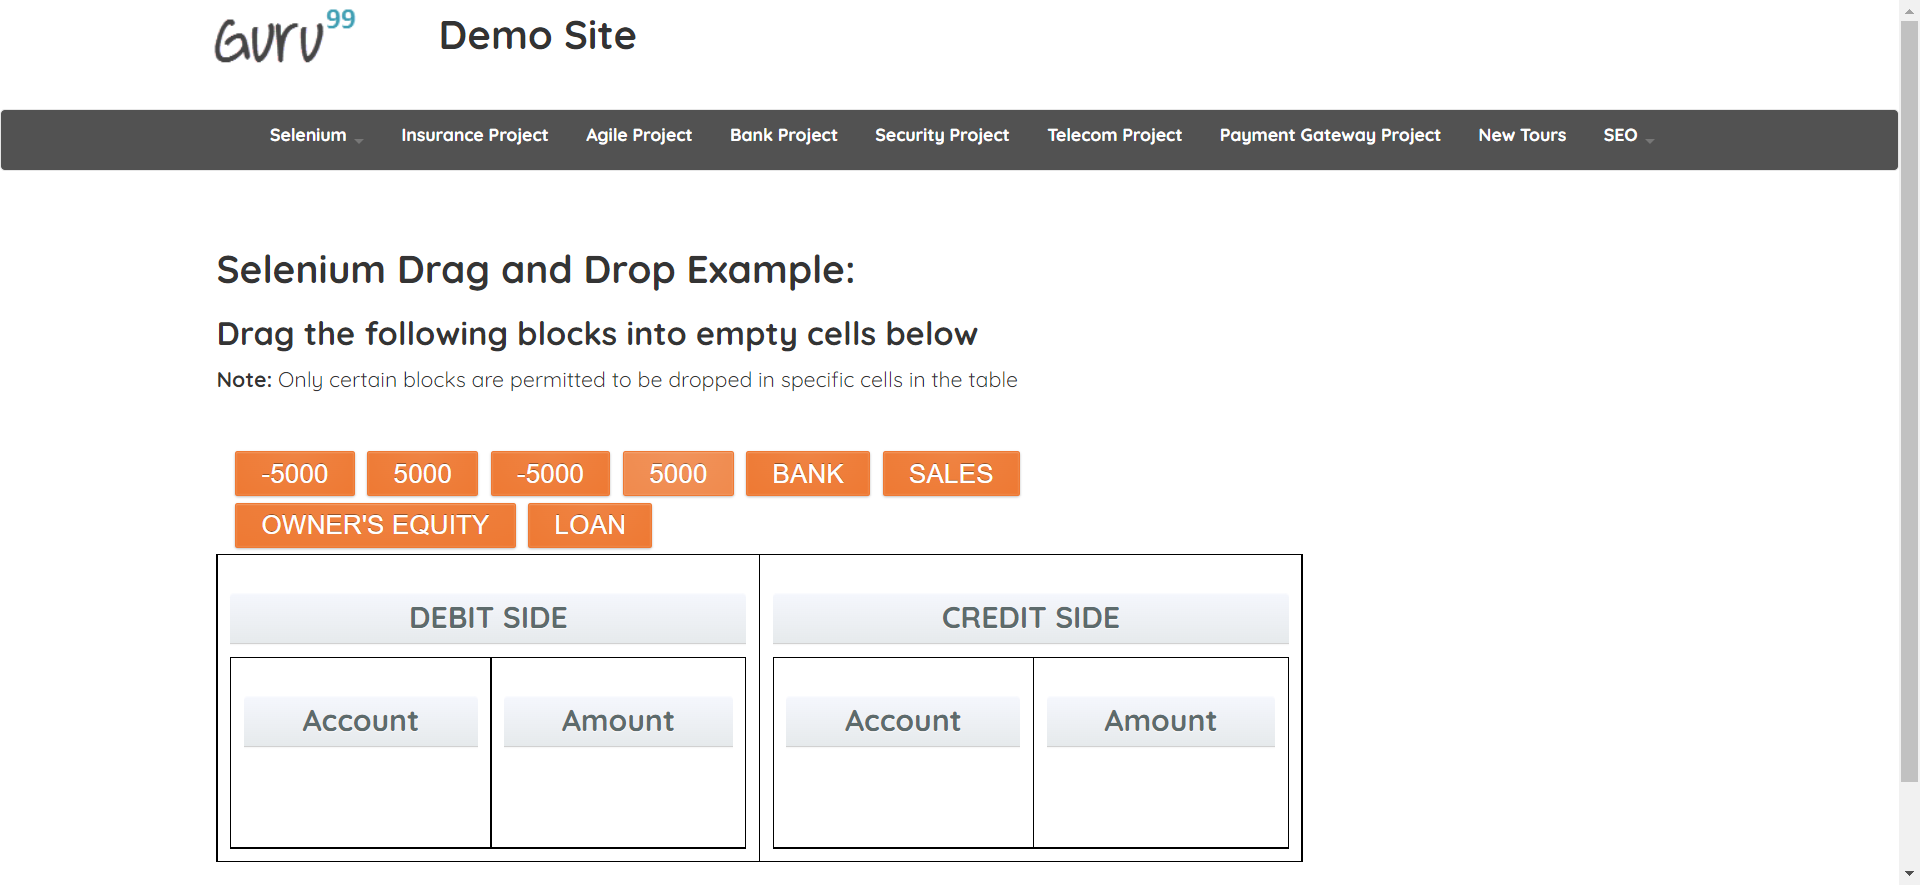 Guru99 Demo Site
Selenium Insurance Project Agile Project Bank Project Security Project Telecom Project Payment Gateway Project New Tours SEO
Selenium Drag and Drop Example:
Drag the following blocks into empty cells below
Note: Only certain blocks are permitted to be dropped in specific cells in the table
-5000 5000 -5000 5000 BANK SALES
OWNER'S EQUITY LOAN
DEBIT SIDE CREDIT SIDE
Account Amount Account Amount